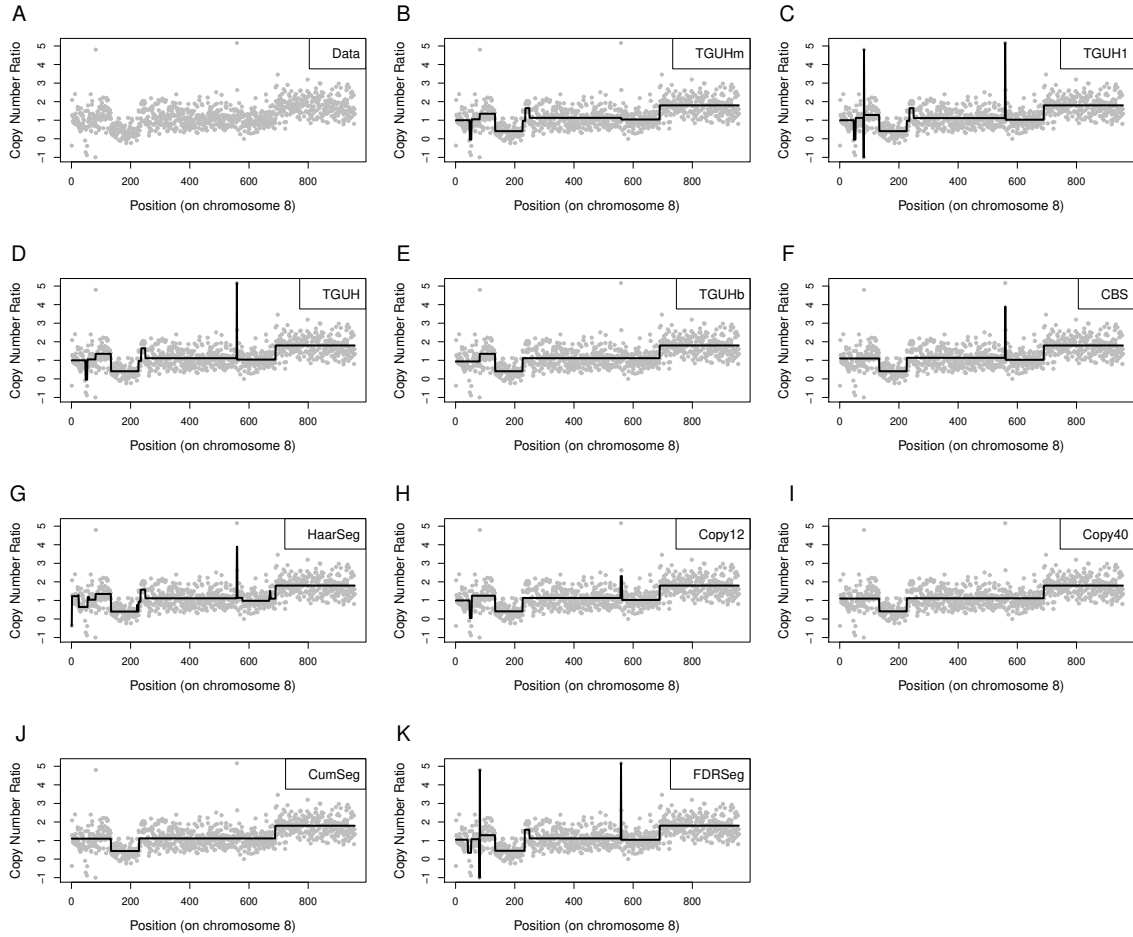 A
Data
Copy Number Ratio
−1 0 1 2 3 4 5
0 200 400 600 800
Position (on chromosome 8)
B
TGUHm
Copy Number Ratio
−1 0 1 2 3 4 5
0 200 400 600 800
Position (on chromosome 8)
C
TGUH1
Copy Number Ratio
−1 0 1 2 3 4 5
0 200 400 600 800
Position (on chromosome 8)
D
TGUH
Copy Number Ratio
−1 0 1 2 3 4 5
0 200 400 600 800
Position (on chromosome 8)
E
TGUHb
Copy Number Ratio
−1 0 1 2 3 4 5
0 200 400 600 800
Position (on chromosome 8)
F
CBS
Copy Number Ratio
−1 0 1 2 3 4 5
0 200 400 600 800
Position (on chromosome 8)
G
HaarSeg
Copy Number Ratio
−1 0 1 2 3 4 5
0 200 400 600 800
Position (on chromosome 8)
H
Copy12
Copy Number Ratio
−1 0 1 2 3 4 5
0 200 400 600 800
Position (on chromosome 8)
I
Copy40
Copy Number Ratio
−1 0 1 2 3 4 5
0 200 400 600 800
Position (on chromosome 8)
J
CumSeg
Copy Number Ratio
−1 0 1 2 3 4 5
0 200 400 600 800
Position (on chromosome 8)
K
FDRSeg
Copy Number Ratio
−1 0 1 2 3 4 5
0 200 400 600 800
Position (on chromosome 8)